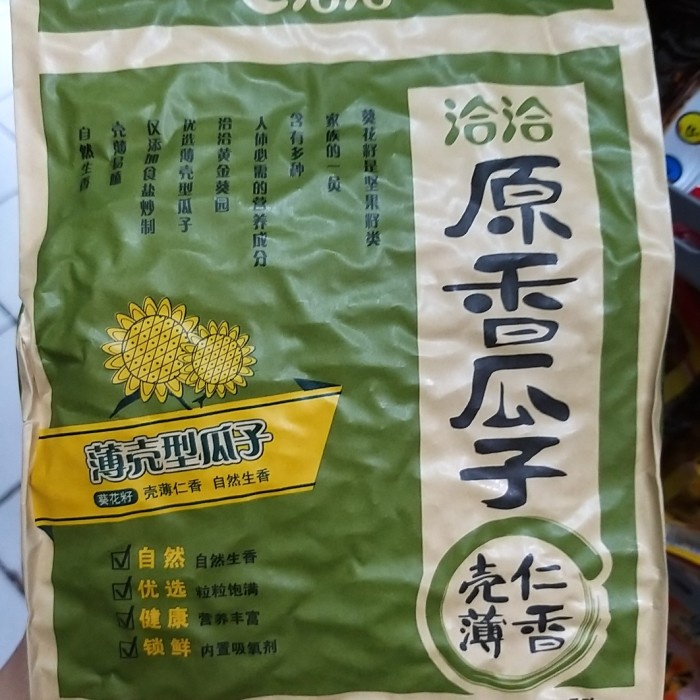 洽洽
原香瓜子
壳薄
仁香
葵花籽是坚果籽类
家族的一员
含有多种
人体必需的营养成分
洽洽黄金葵园
优选薄壳型瓜子
仅添加食盐炒制
壳薄易嗑
自然生香
薄壳型瓜子
葵花籽 壳薄仁香 自然生香
自然 自然生香
优选 粒粒饱满
健康 营养丰富
锁鲜 内置吸氧剂